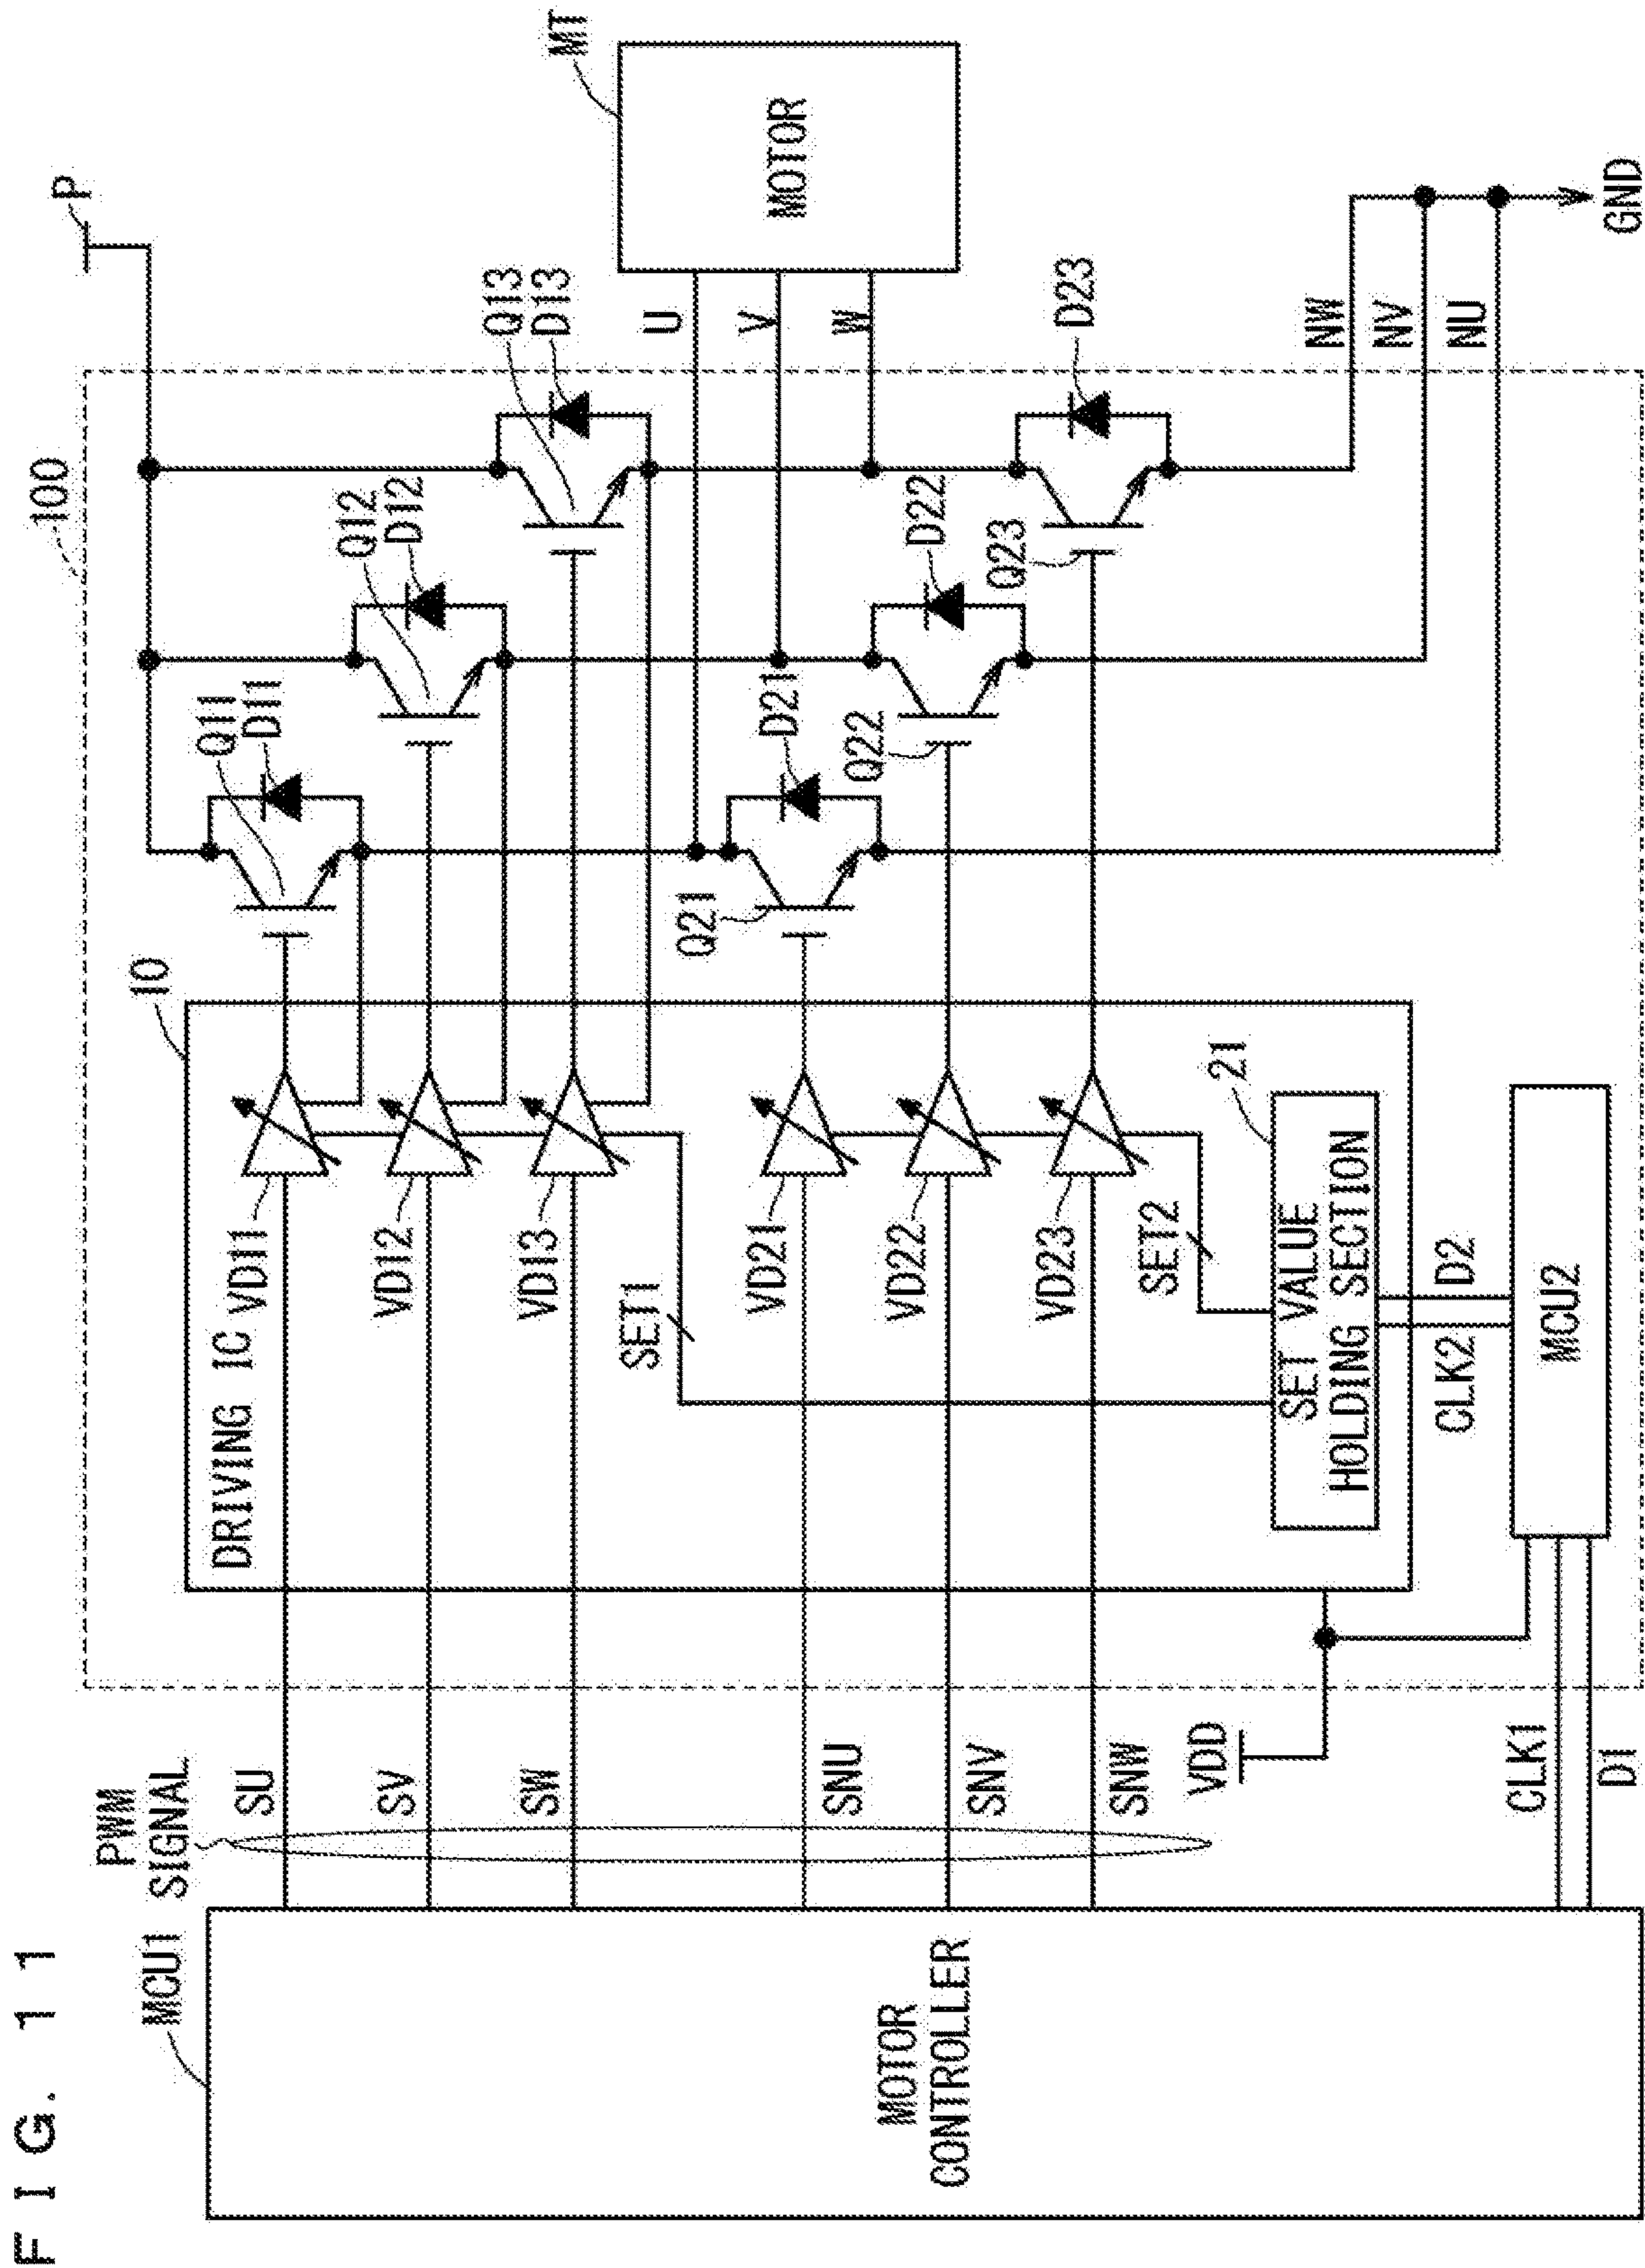 FIG. 11
MCU1
MOTOR
CONTROLLER
PWM
SIGNAL
SU
SV
SW
SNU
SNV
SNW
VDD
CLK1
D1
100
10
DRIVING IC
VD11
VD12
VD13
SET1
VD21
VD22
VD23
SET2
21
SET VALUE
HOLDING SECTION
CLK2
D2
MCU2
Q11
D11
Q12
D12
Q13
D13
Q21
D21
Q22
D22
Q23
D23
P
U
V
W
MT
MOTOR
NW
NV
NU
GND